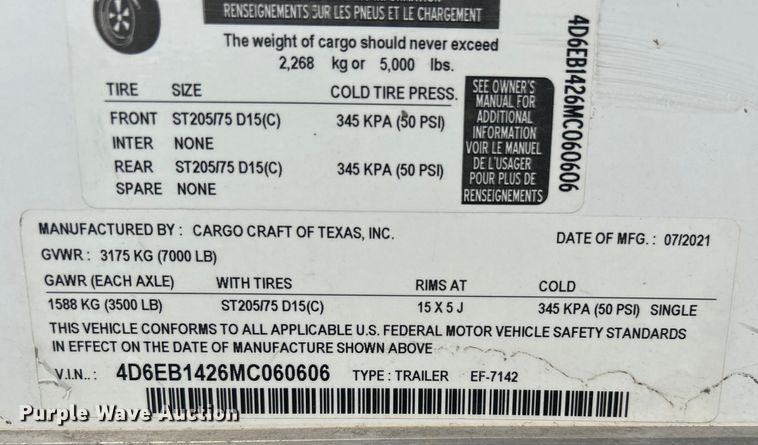 RENSEIGNEMENTS SUR LES PNEUS ET LE CHARGEMENT
The weight of cargo should never exceed
2,268 kg or 5,000 lbs.
TIRE SIZE COLD TIRE PRESS.
FRONT ST205/75 D15(C) 345 KPA (50 PSI)
INTER NONE
REAR ST205/75 D15(C) 345 KPA (50 PSI)
SPARE NONE
SEE OWNER'S
MANUAL FOR
ADDITIONAL
INFORMATION
VOIR LE MANUEL
DE L'USAGER
POUR PLUS DE
RENSEIGNEMENTS
4D6EB1426MC060606
MANUFACTURED BY : CARGO CRAFT OF TEXAS, INC. DATE OF MFG. : 07/2021
GVWR : 3175 KG (7000 LB)
GAWR (EACH AXLE) WITH TIRES RIMS AT COLD
1588 KG (3500 LB) ST205/75 D15(C) 15 X 5 J 345 KPA (50 PSI) SINGLE
THIS VEHICLE CONFORMS TO ALL APPLICABLE U.S. FEDERAL MOTOR VEHICLE SAFETY STANDARDS
IN EFFECT ON THE DATE OF MANUFACTURE SHOWN ABOVE
V.I.N. : 4D6EB1426MC060606 TYPE : TRAILER EF-7142
Purple Wave Auction